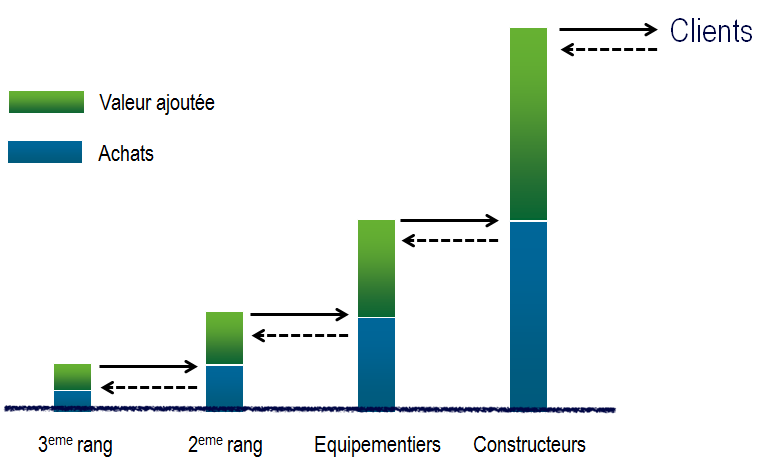 Clients
Valeur ajoutée
Achats
3eme rang
2eme rang
Equipementiers
Constructeurs